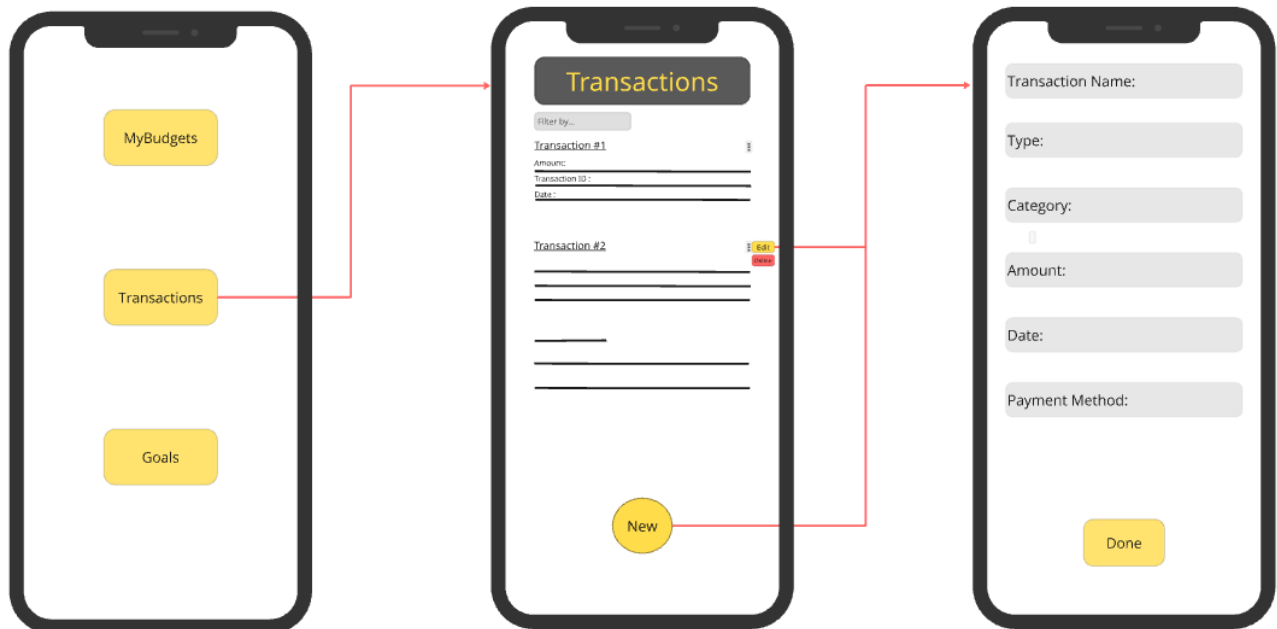 MyBudgets
Transactions
Goals
Transactions
Filter by...
Transaction #1
Amount:
Transaction ID :
Date :
Transaction #2
Edit
Delete
New
Transaction Name:
Type:
Category:
Amount:
Date:
Payment Method:
Done